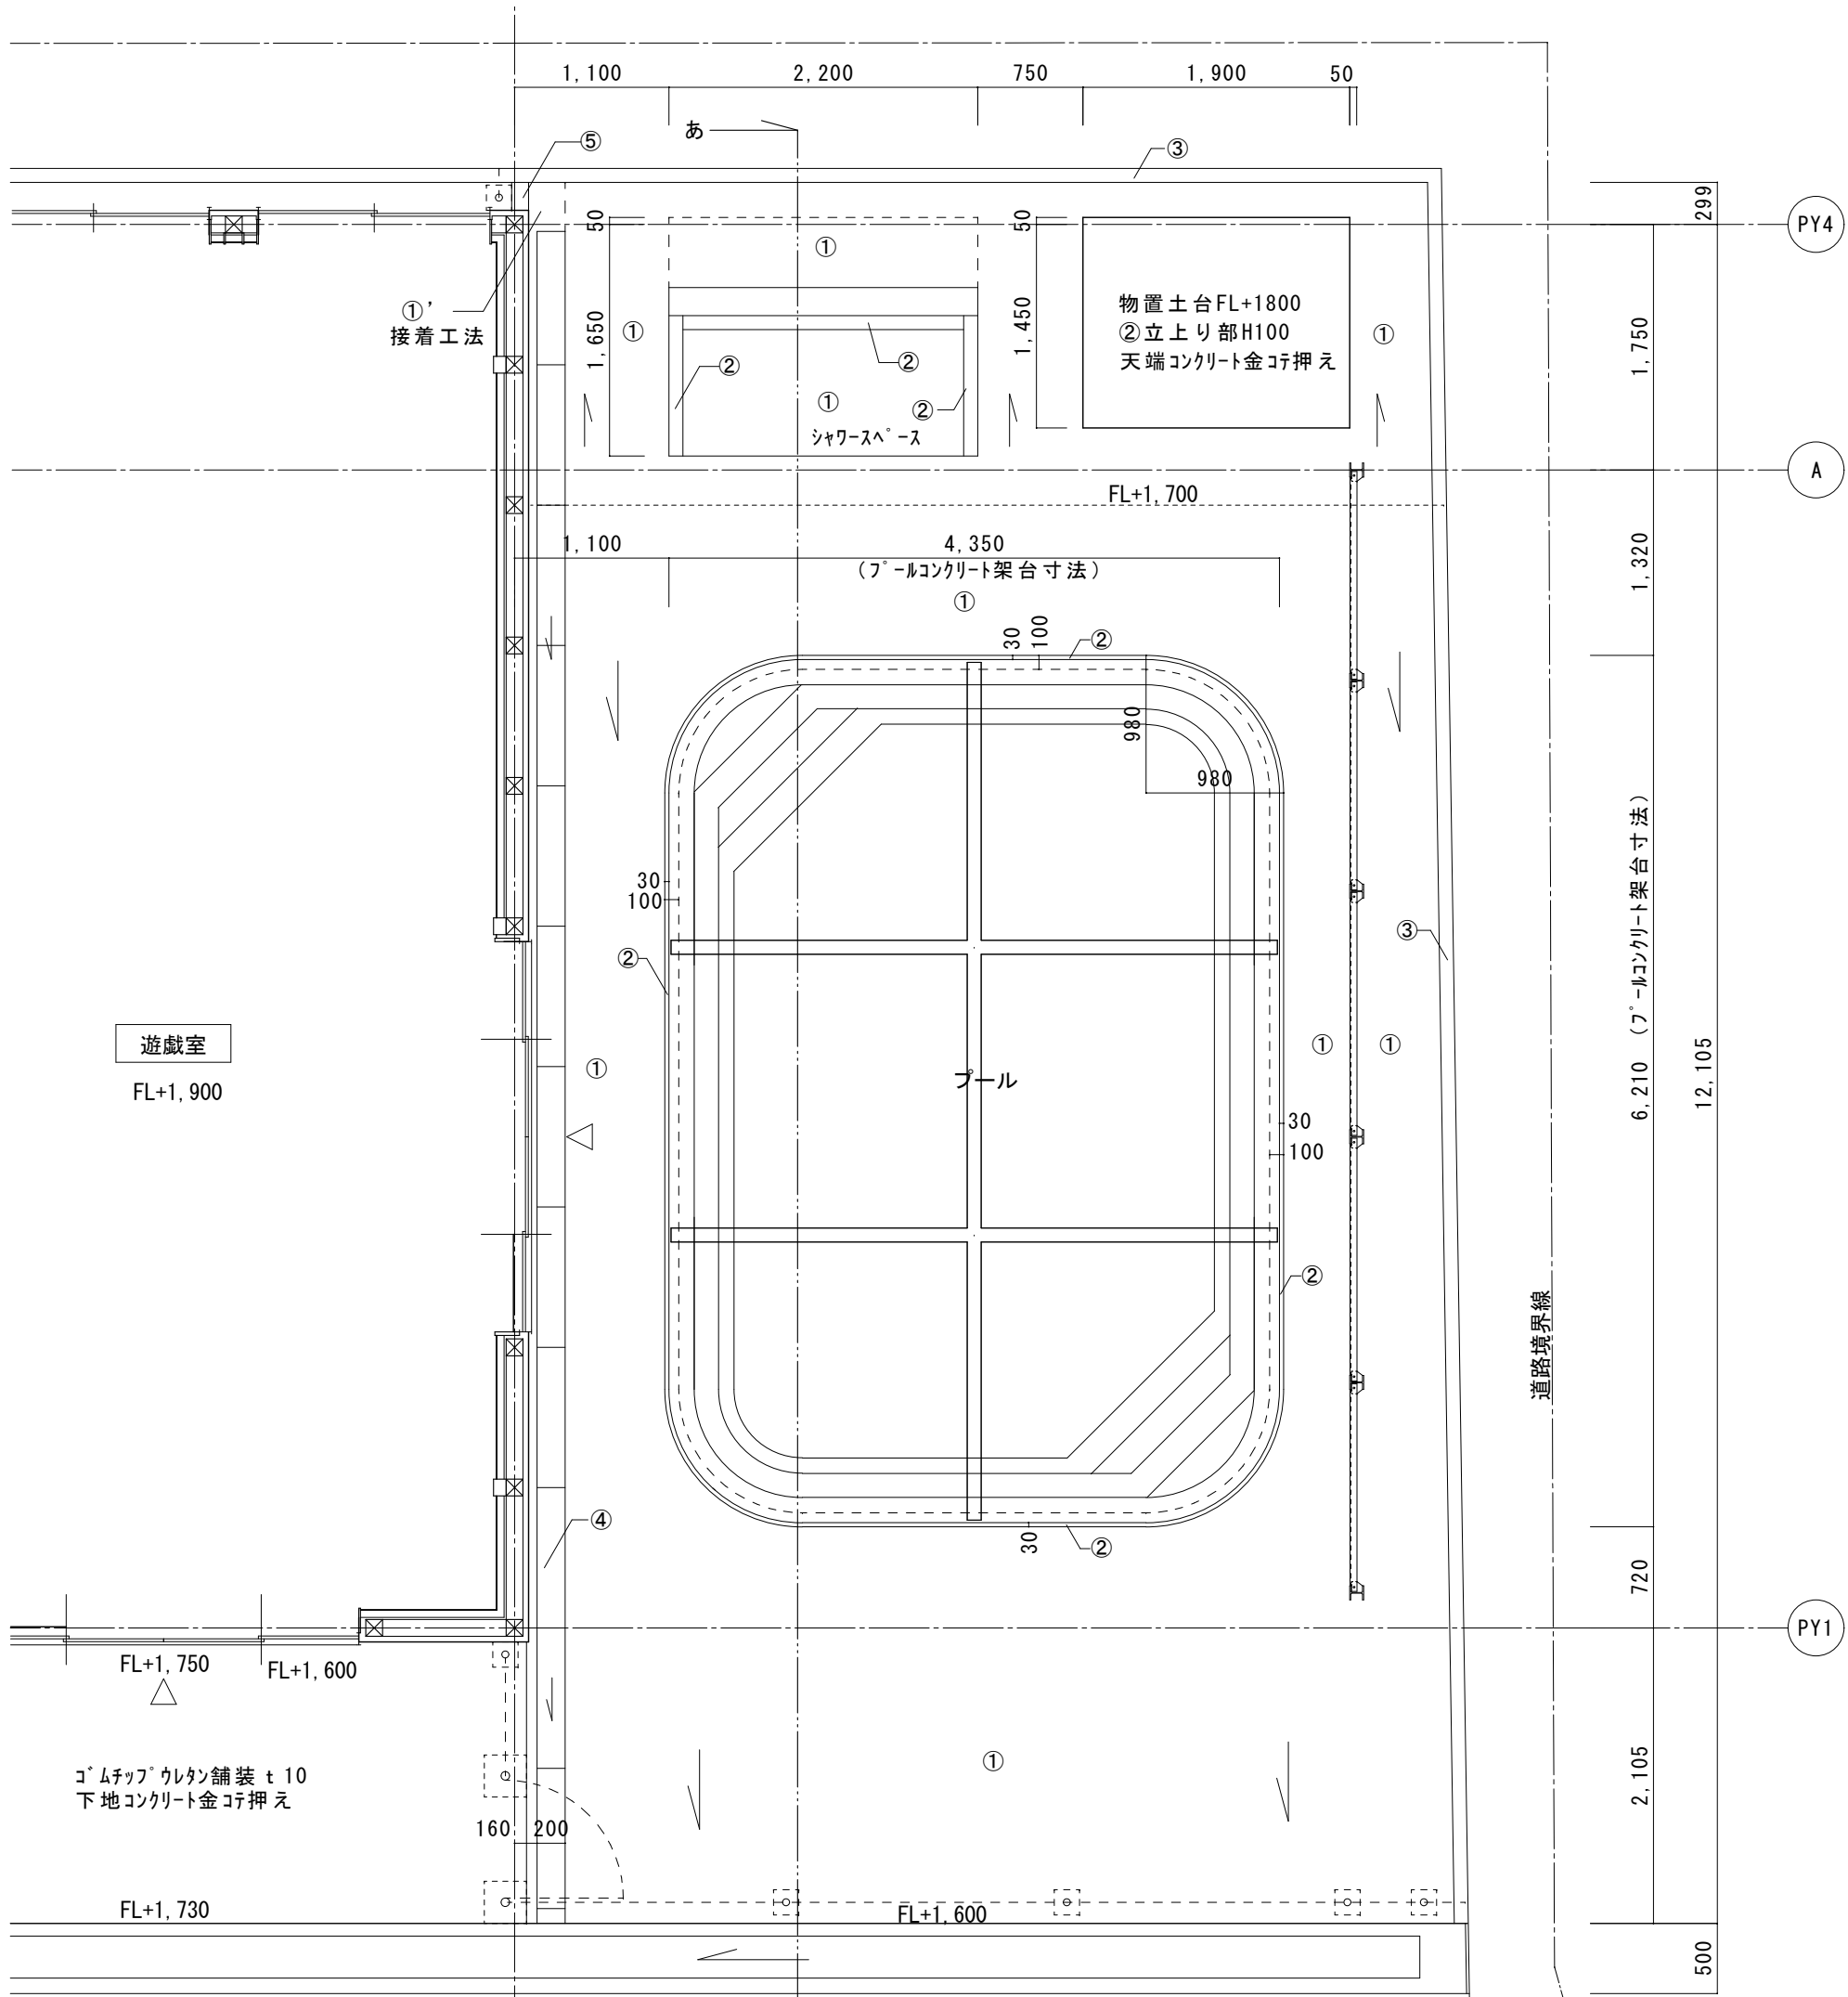 1,100
2,200
750
1,900
50
あ
⑤
③
299
PY4
50
50
①
①'
接着工法
1,650
①
②
②
①
②
シャワースペース
1,450
物置土台FL+1800
②立上り部H100
天端コンクリート金コテ押え
①
1,750
A
FL+1,700
1,100
4,350
(プールコンクリート架台寸法)
①
1,320
30
100
②
980
980
30
100
②
③
6,210 (プールコンクリート架台寸法)
12,105
遊戯室
FL+1,900
①
プール
①
①
30
100
②
道路境界線
④
30
②
720
PY1
FL+1,750
FL+1,600
ゴムチップウレタン舗装 t 10
下地コンクリート金コテ押え
①
2,105
160
200
FL+1,730
FL+1,600
500